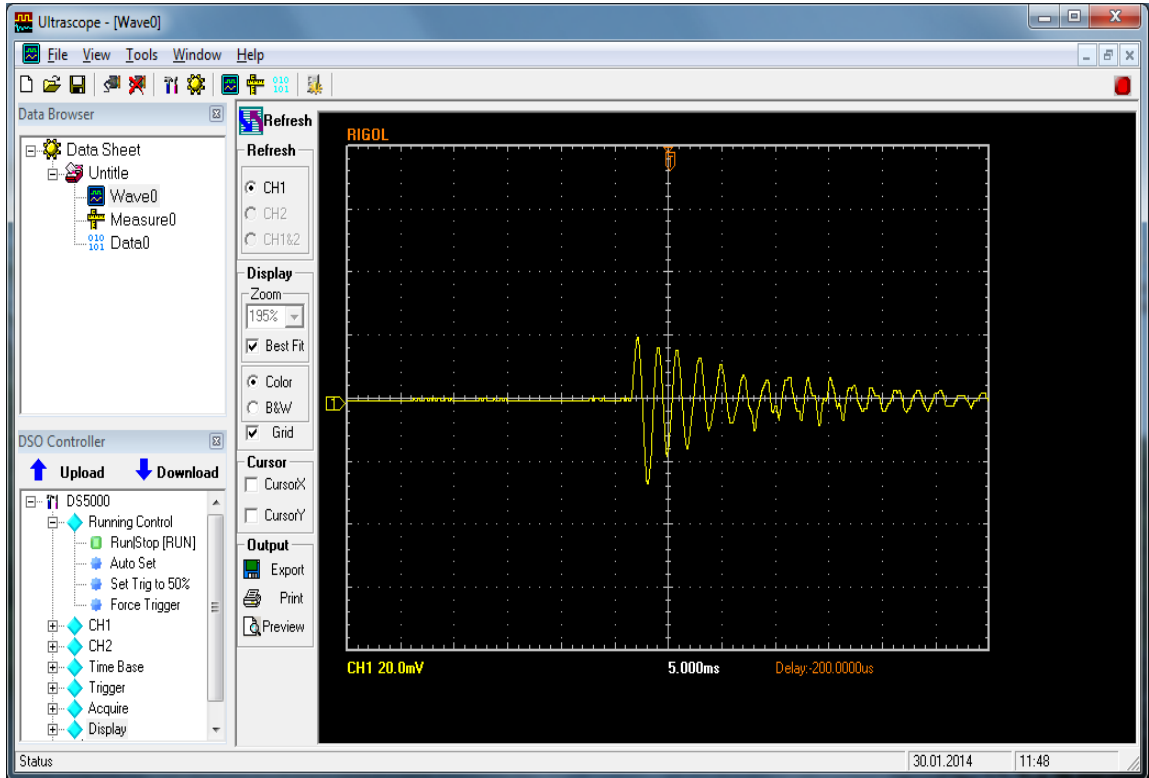 Ultrascope - [Wave0]
File View Tools Window Help
Data Browser
Data Sheet
Untitle
Wave0
Measure0
010
101 Data0
DSO Controller
Upload Download
DS5000
Running Control
Run|Stop [RUN]
Auto Set
Set Trig to 50%
Force Trigger
CH1
CH2
Time Base
Trigger
Acquire
Display
Refresh
Refresh
CH1
CH2
CH1&2
Display
Zoom
195%
Best Fit
Color
B&W
Grid
Cursor
CursorX
CursorY
Output
Export
Print
Preview
RIGOL
T
1
CH1 20.0mV 5.000ms Delay:-200.0000us
Status 30.01.2014 11:48